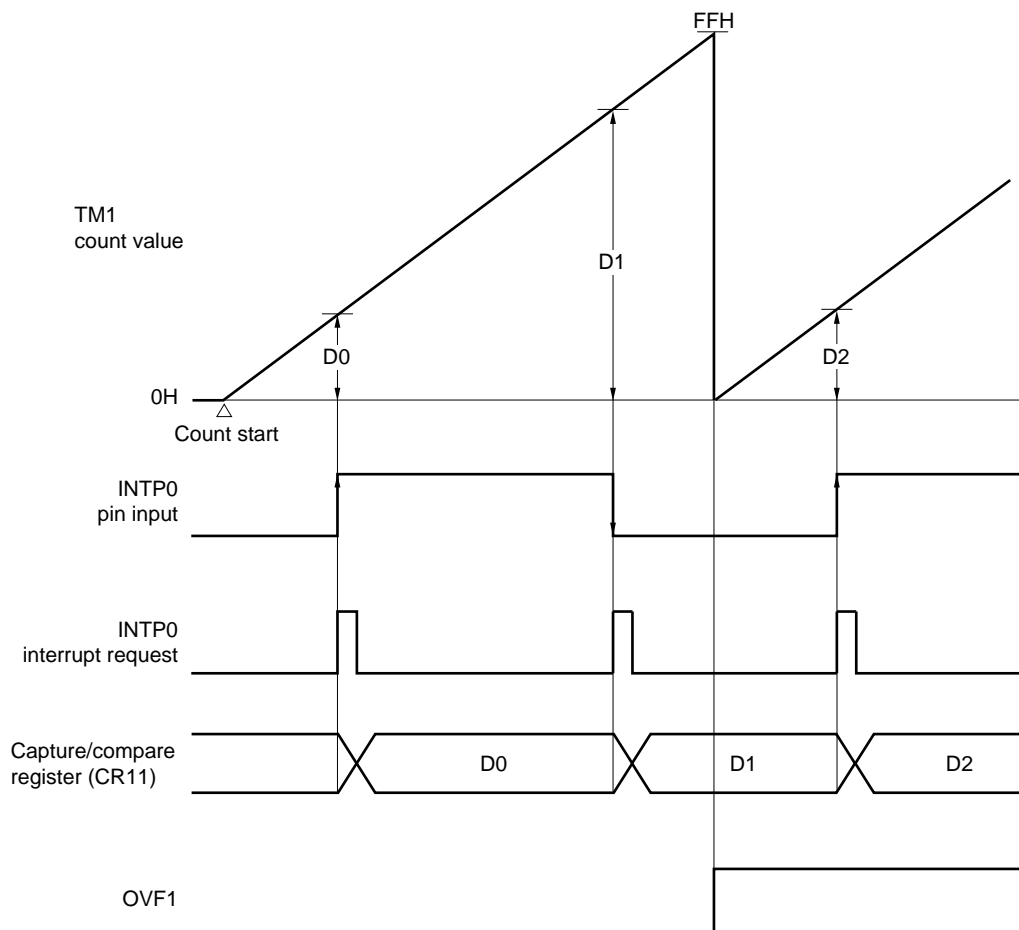 FFH
TM1
count value
D1
D0
D2
0H
Count start
INTP0
pin input
INTP0
interrupt request
Capture/compare
register (CR11)
D0
D1
D2
OVF1